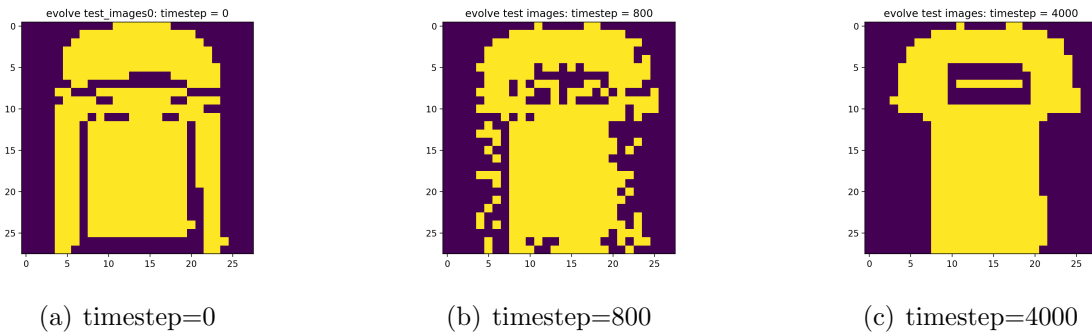 evolve test_images0: timestep = 0
0
5
10
15
20
25
0 5 10 15 20 25
(a) timestep=0
evolve test images: timestep = 800
0
5
10
15
20
25
0 5 10 15 20 25
(b) timestep=800
evolve test images: timestep = 4000
0
5
10
15
20
25
0 5 10 15 20 25
(c) timestep=4000